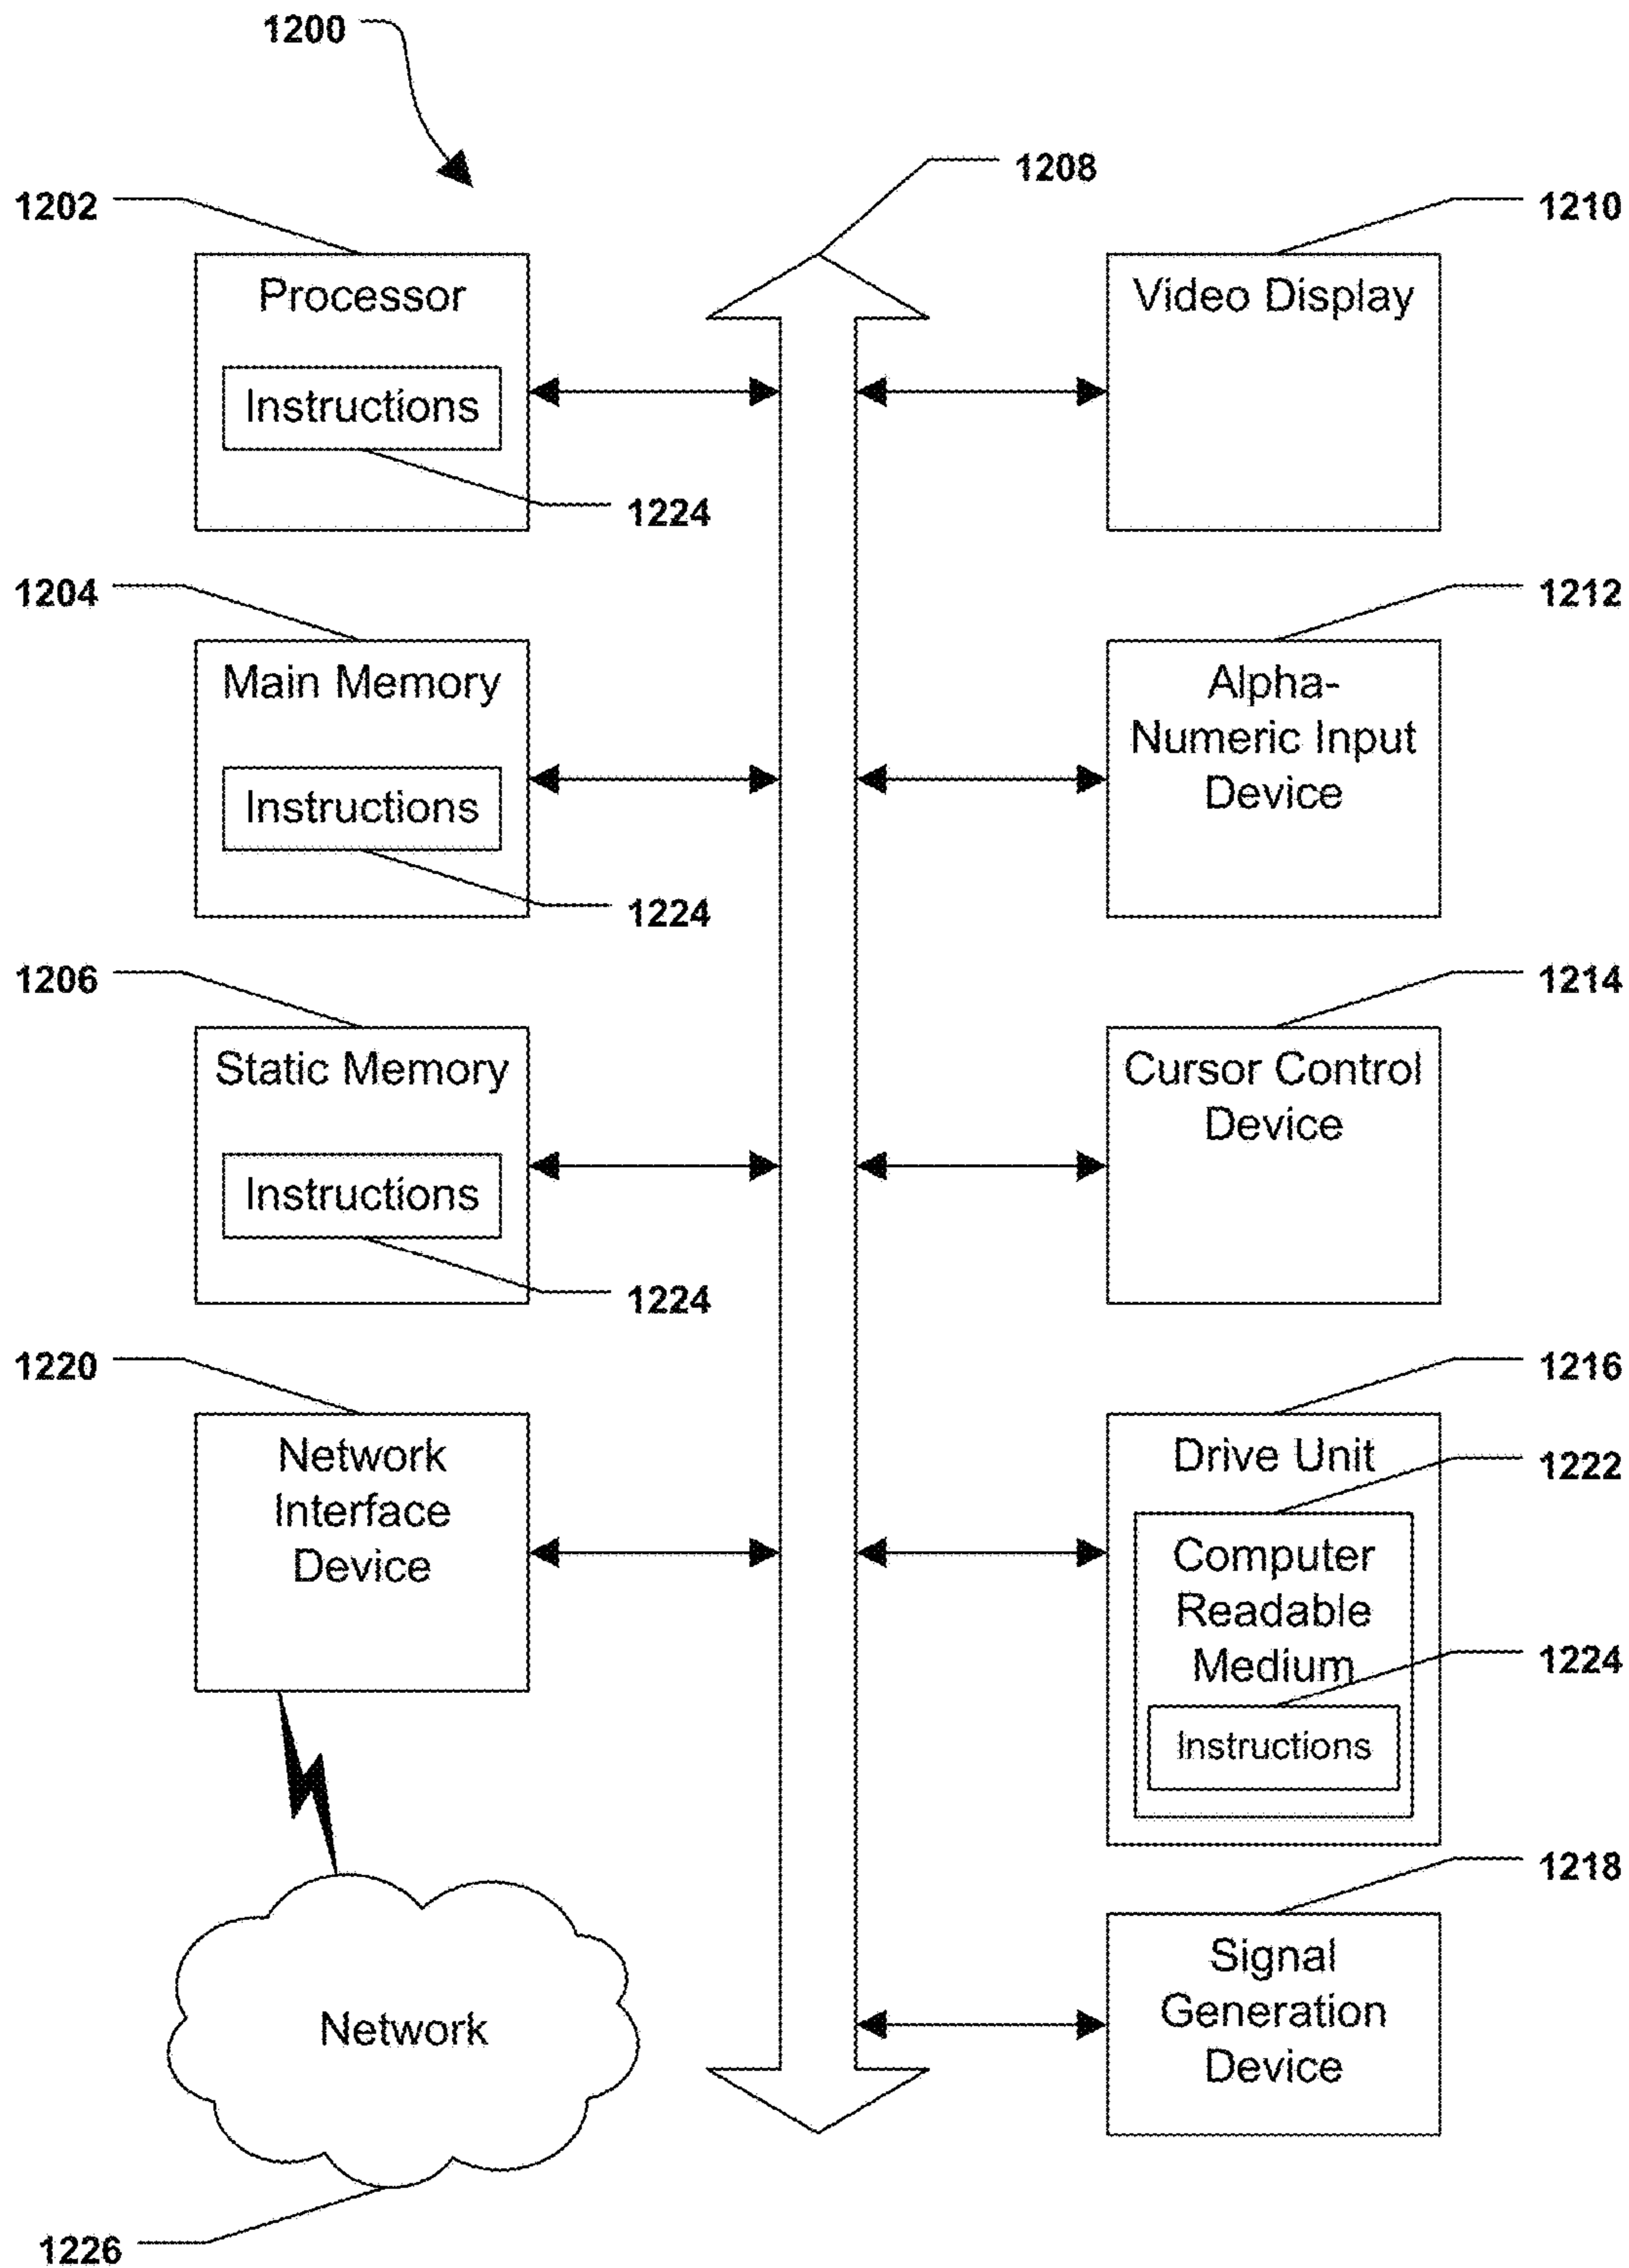 1200
1208
1202
1210
Processor
Instructions
1224
Video Display
1204
1212
Main Memory
Instructions
1224
Alpha-
Numeric Input
Device
1206
1214
Static Memory
Instructions
1224
Cursor Control
Device
1220
1216
Network
Interface
Device
Drive Unit
1222
Computer
Readable
Medium
1224
Instructions
1218
Signal
Generation
Device
Network
1226